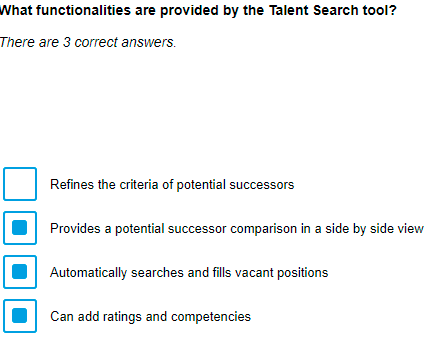 What functionalities are provided by the Talent Search tool?
There are 3 correct answers.
Refines the criteria of potential successors
Provides a potential successor comparison in a side by side view
Automatically searches and fills vacant positions
Can add ratings and competencies